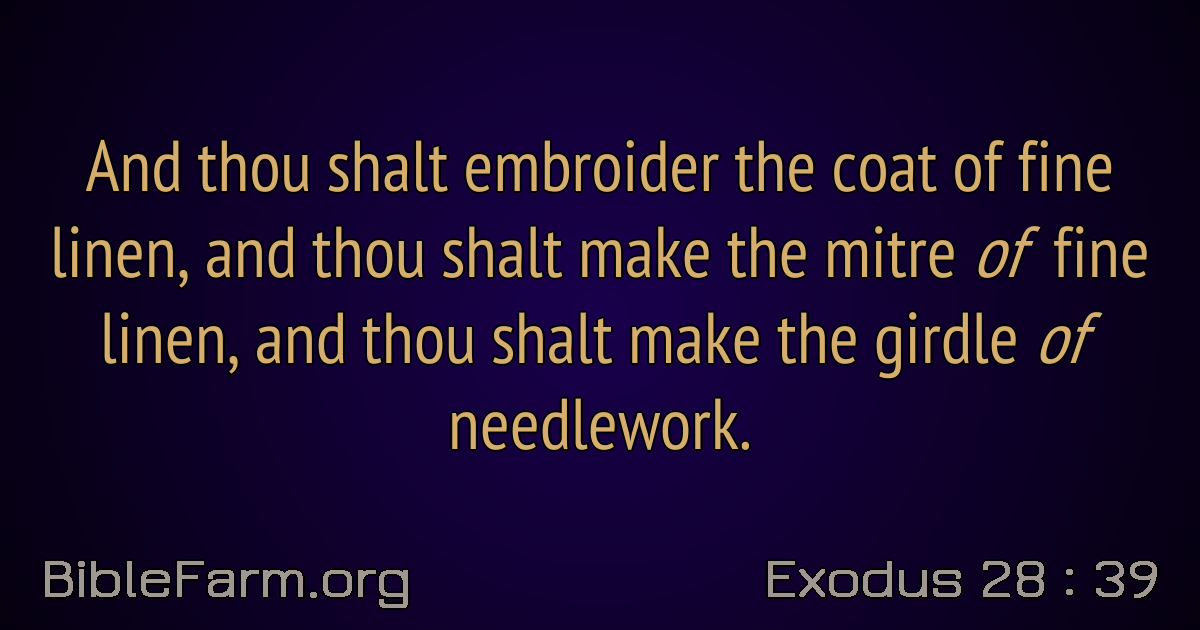 And thou shalt embroider the coat of fine
linen, and thou shalt make the mitre of fine
linen, and thou shalt make the girdle of
needlework.
BibleFarm.org
Exodus 28 : 39